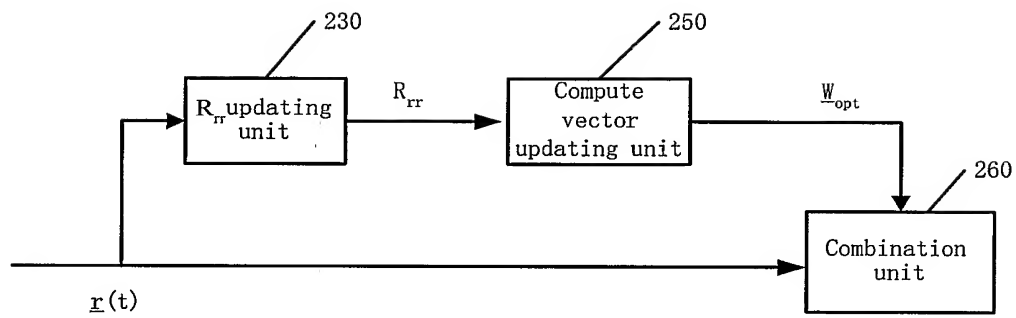 230
250
260
R_rr updating
unit
R_rr
Compute
vector
updating unit
W_opt
Combination
unit
r(t)